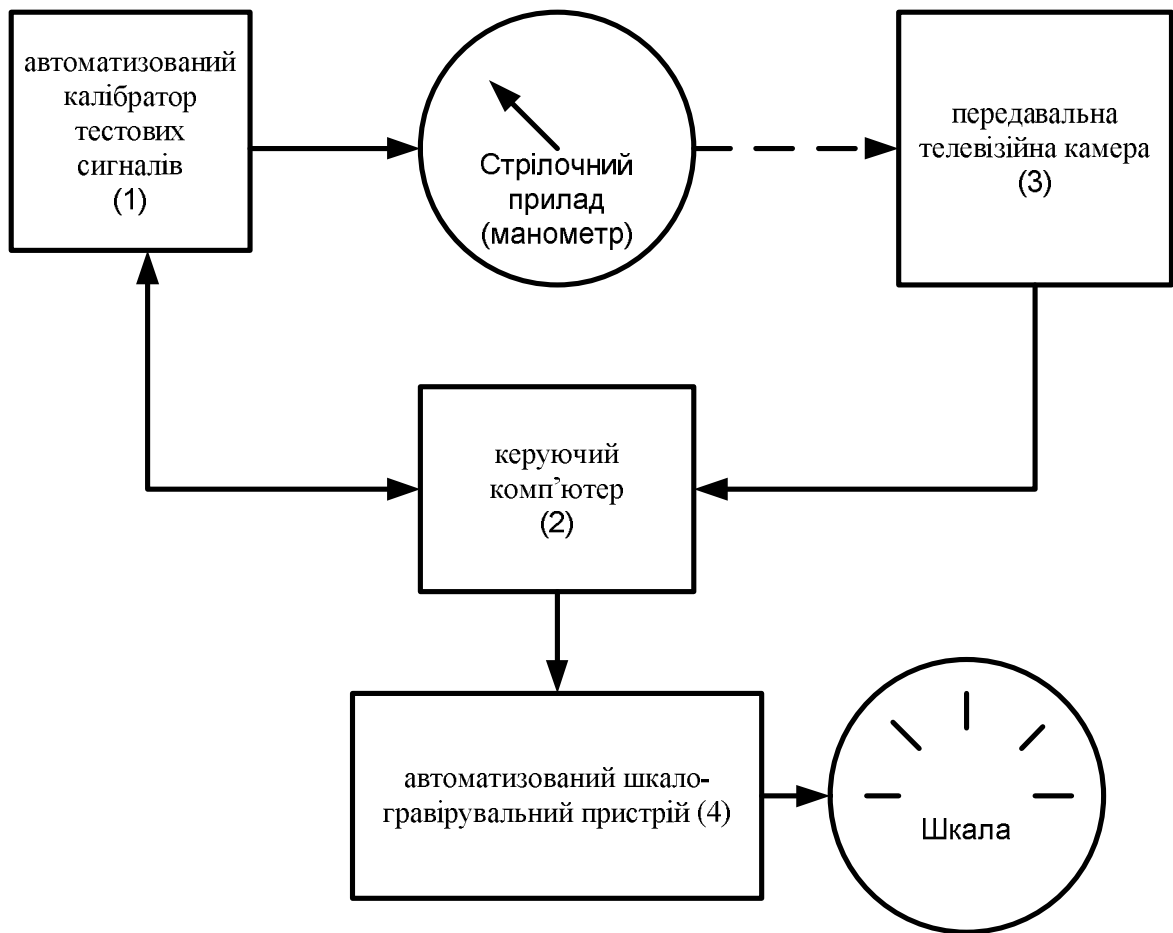 автоматизований
калібратор
тестових
сигналів
(1)
Стрілочний
прилад
(манометр)
передавальна
телевізійна камера
(3)
керуючий
комп’ютер
(2)
автоматизований шкало-
гравірувальний пристрій (4)
Шкала